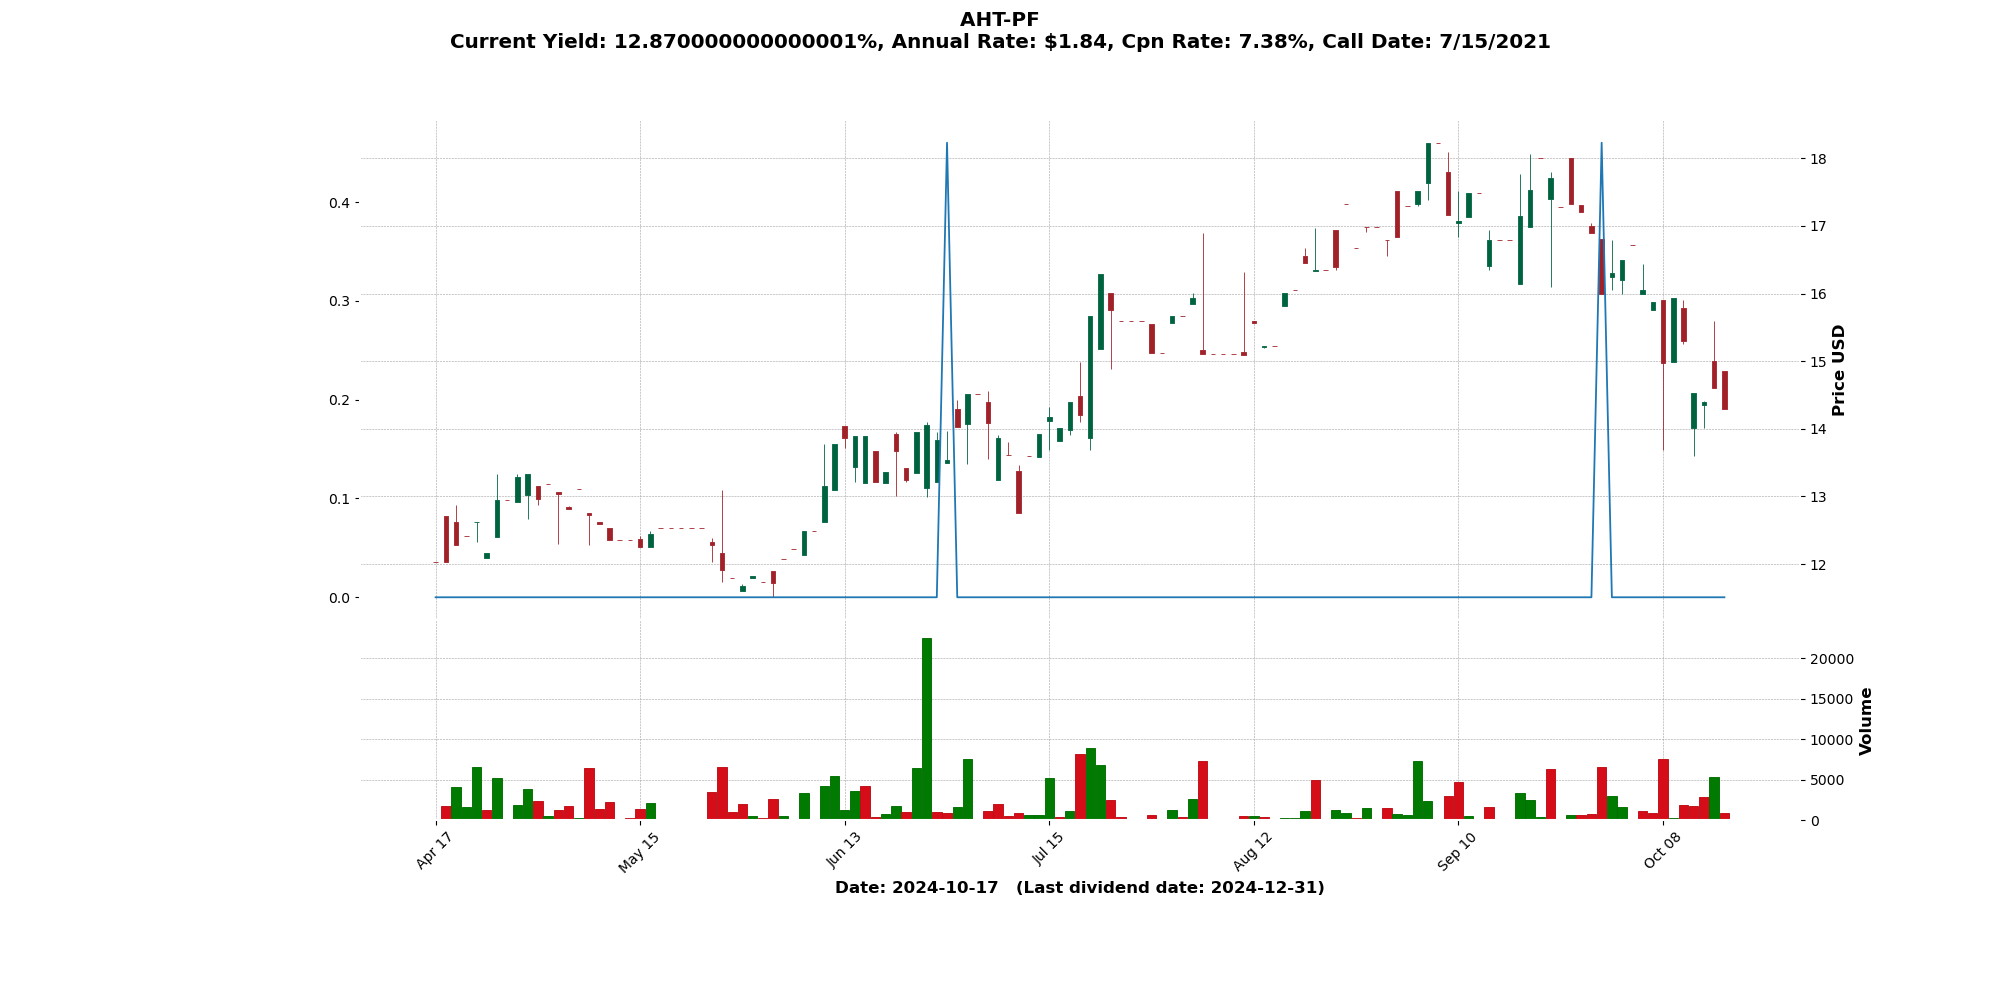 AHT-PF
Current Yield: 12.870000000000001%, Annual Rate: $1.84, Cpn Rate: 7.38%, Call Date: 7/15/2021
0.4
0.3
0.2
0.1
0.0
18
17
16
15
14
13
12
Price USD
20000
15000
10000
5000
0
Volume
Apr 17
May 15
Jun 13
Jul 15
Aug 12
Sep 10
Oct 08
Date: 2024-10-17 (Last dividend date: 2024-12-31)